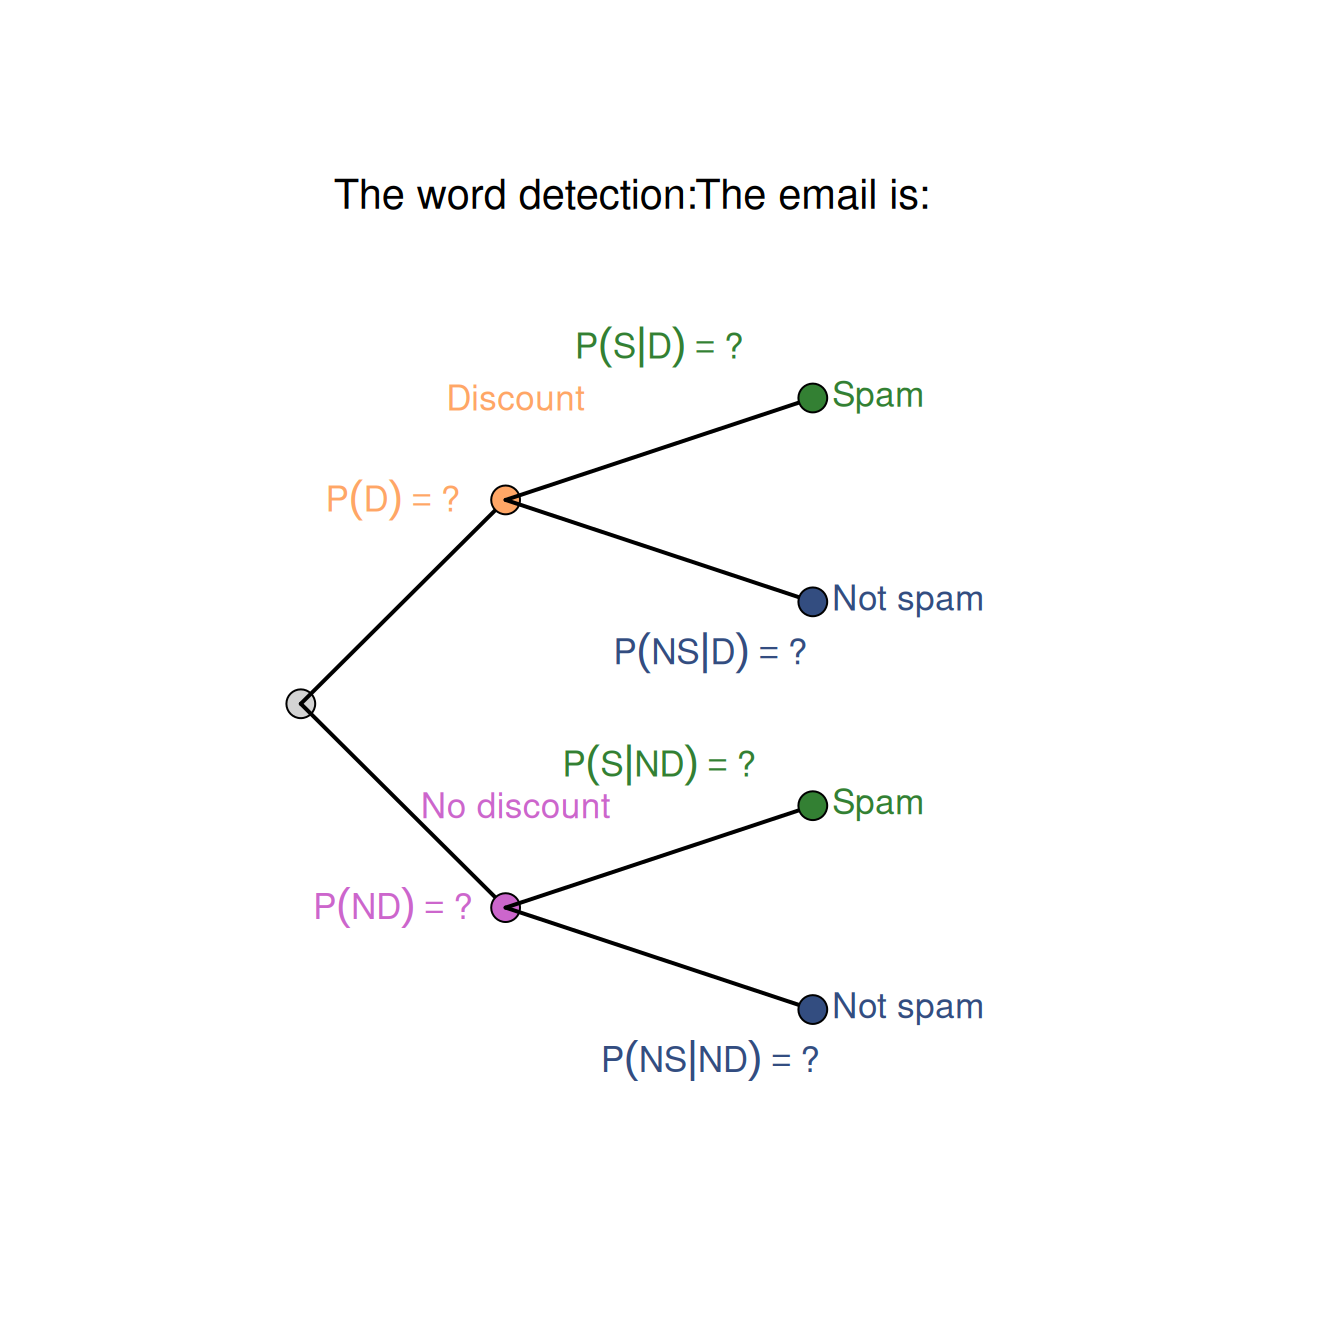 The word detection:The email is:
P(S|D) = ?
Discount
Spam
P(D) = ?
Not spam
P(NS|D) = ?
P(S|ND) = ?
No discount
Spam
P(ND) = ?
Not spam
P(NS|ND) = ?